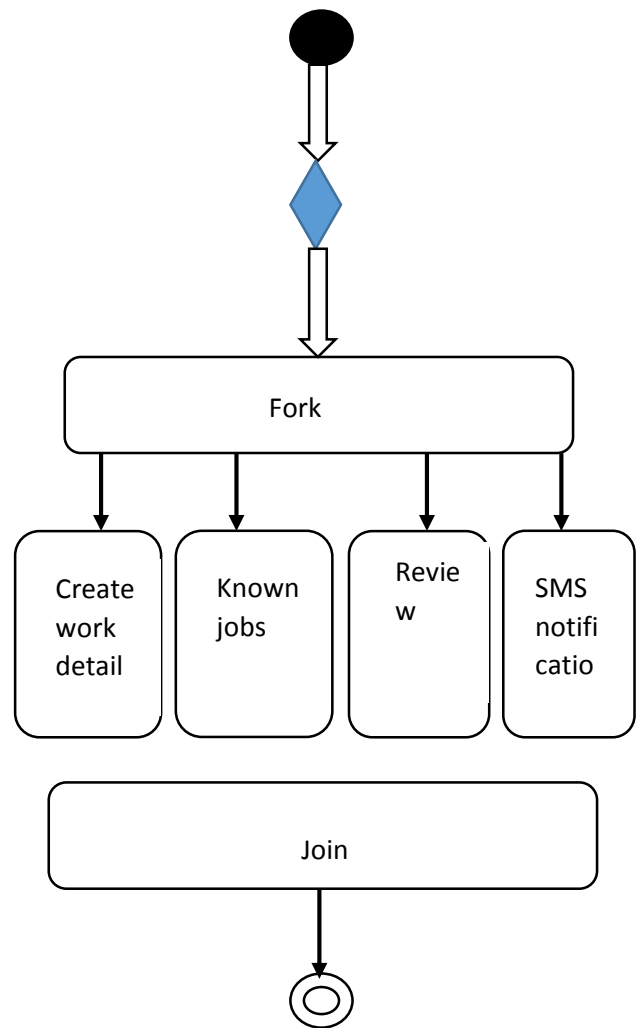 Fork
Create
work
detail
Known
jobs
Revie
w
SMS
notifi
catio
Join